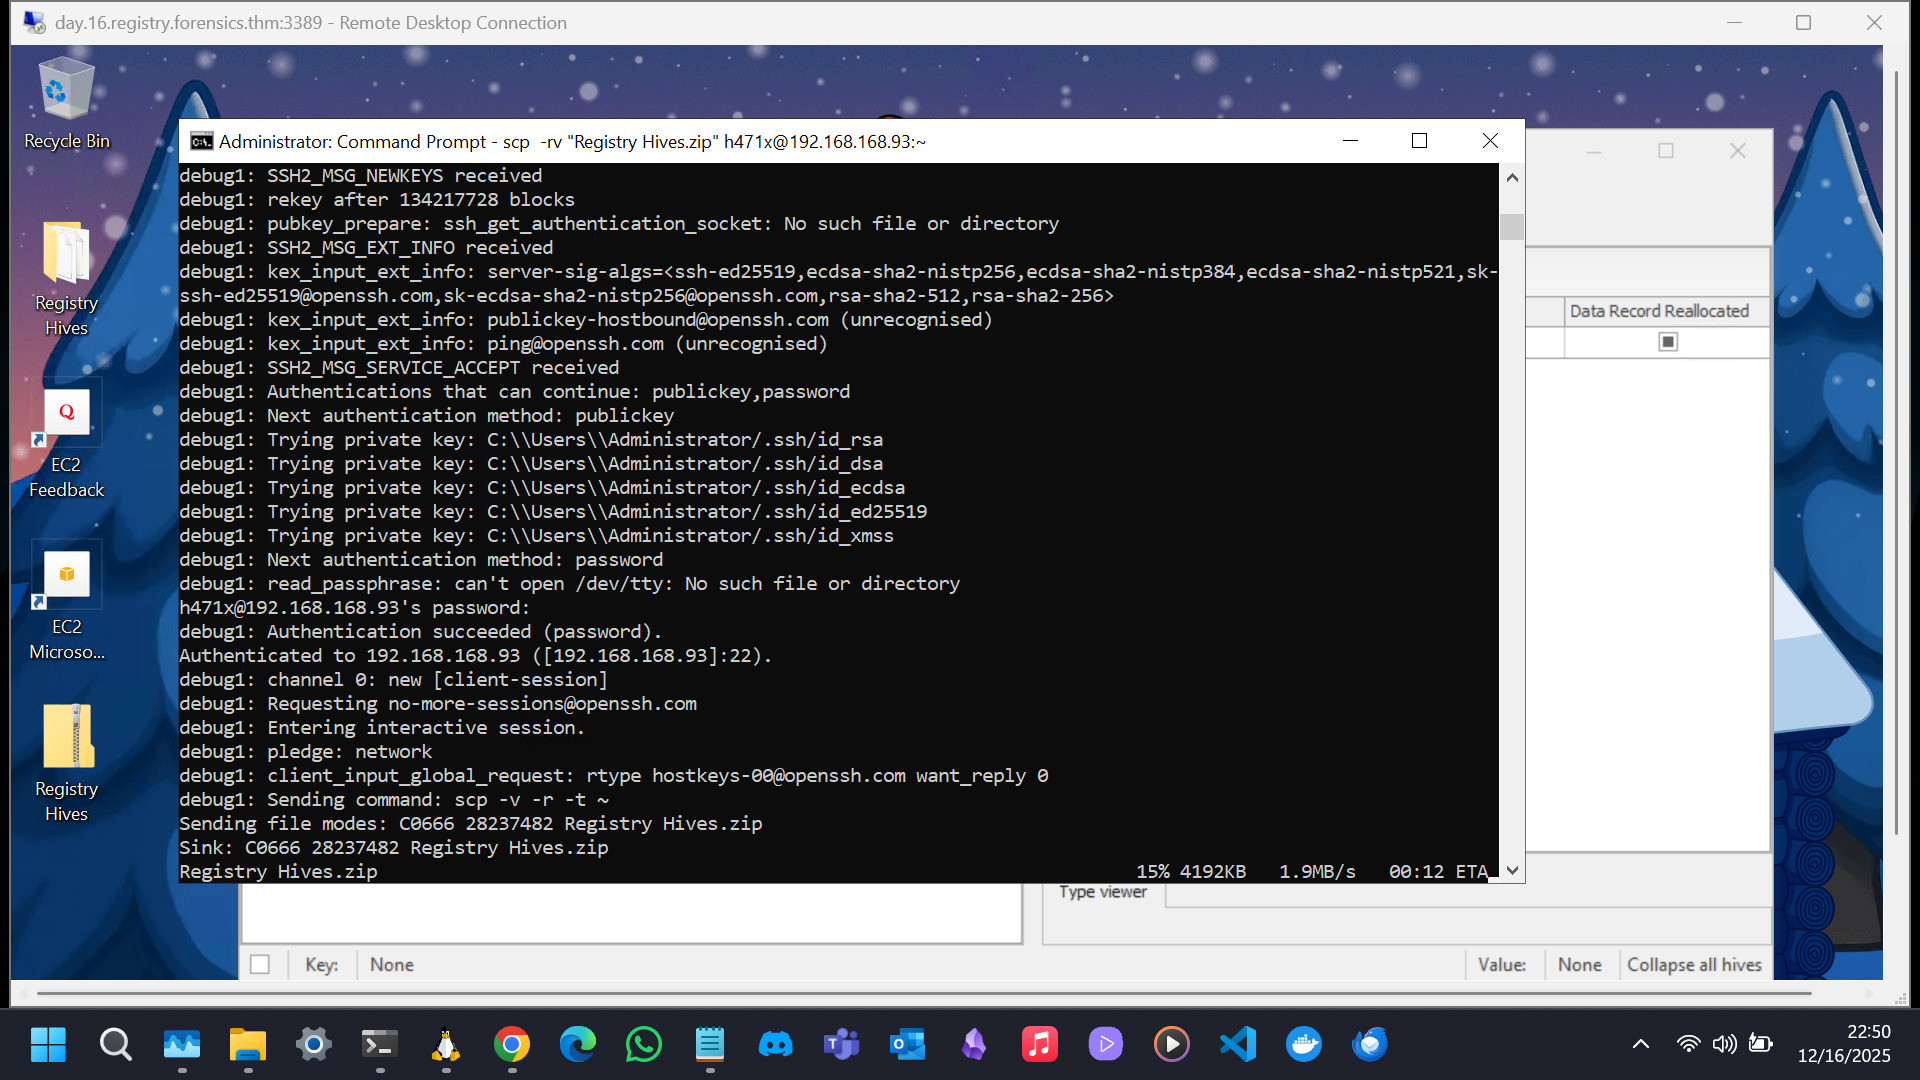 day.16.registry.forensics.thm:3389 - Remote Desktop Connection
Recycle Bin
Registry
Hives
Q
EC2
Feedback
EC2
Microso...
Registry
Hives
Administrator: Command Prompt - scp  -rv "Registry Hives.zip" h471x@192.168.168.93:~
debug1: SSH2_MSG_NEWKEYS received
debug1: rekey after 134217728 blocks
debug1: pubkey_prepare: ssh_get_authentication_socket: No such file or directory
debug1: SSH2_MSG_EXT_INFO received
debug1: kex_input_ext_info: server-sig-algs=<ssh-ed25519,ecdsa-sha2-nistp256,ecdsa-sha2-nistp384,ecdsa-sha2-nistp521,sk-
ssh-ed25519@openssh.com,sk-ecdsa-sha2-nistp256@openssh.com,rsa-sha2-512,rsa-sha2-256>
debug1: kex_input_ext_info: publickey-hostbound@openssh.com (unrecognised)
debug1: kex_input_ext_info: ping@openssh.com (unrecognised)
debug1: SSH2_MSG_SERVICE_ACCEPT received
debug1: Authentications that can continue: publickey,password
debug1: Next authentication method: publickey
debug1: Trying private key: C:\\Users\\Administrator/.ssh/id_rsa
debug1: Trying private key: C:\\Users\\Administrator/.ssh/id_dsa
debug1: Trying private key: C:\\Users\\Administrator/.ssh/id_ecdsa
debug1: Trying private key: C:\\Users\\Administrator/.ssh/id_ed25519
debug1: Trying private key: C:\\Users\\Administrator/.ssh/id_xmss
debug1: Next authentication method: password
debug1: read_passphrase: can't open /dev/tty: No such file or directory
h471x@192.168.168.93's password:
debug1: Authentication succeeded (password).
Authenticated to 192.168.168.93 ([192.168.168.93]:22).
debug1: channel 0: new [client-session]
debug1: Requesting no-more-sessions@openssh.com
debug1: Entering interactive session.
debug1: pledge: network
debug1: client_input_global_request: rtype hostkeys-00@openssh.com want_reply 0
debug1: Sending command: scp -v -r -t ~
Sending file modes: C0666 28237482 Registry Hives.zip
Sink: C0666 28237482 Registry Hives.zip
Registry Hives.zip 15% 4192KB 1.9MB/s 00:12 ETA
Data Record Reallocated
Type viewer
Key: None
Value: None Collapse all hives
22:50
12/16/2025